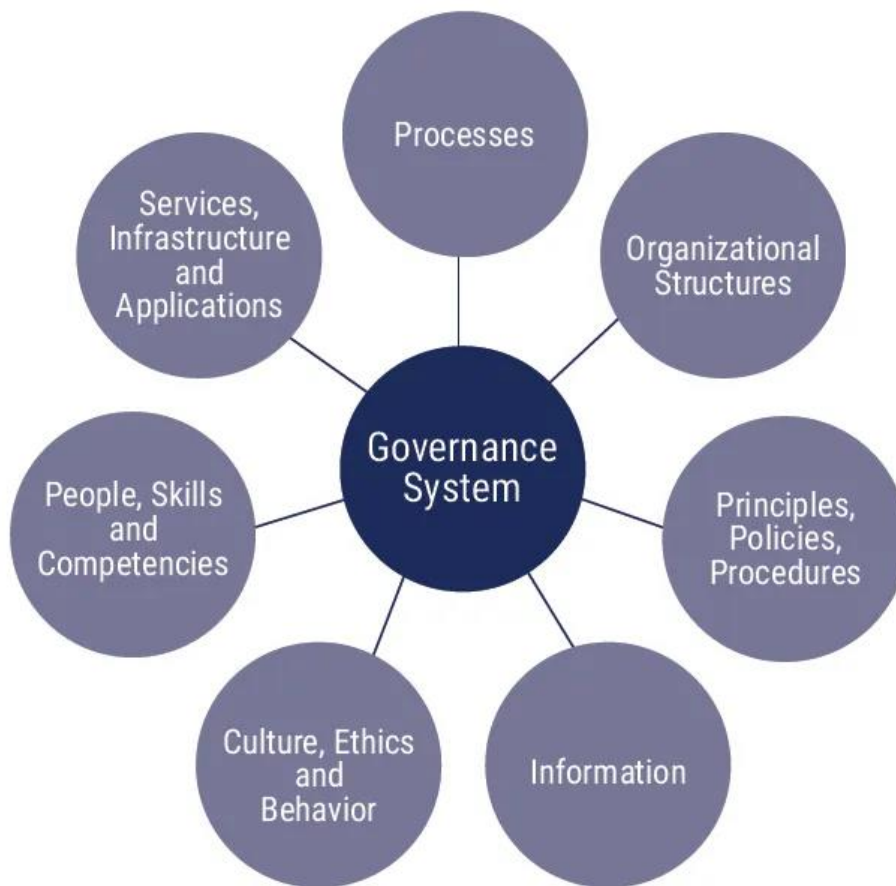 Processes
Organizational
Structures
Principles,
Policies,
Procedures
Information
Culture, Ethics
and
Behavior
People, Skills
and
Competencies
Services,
Infrastructure
and
Applications
Governance
System